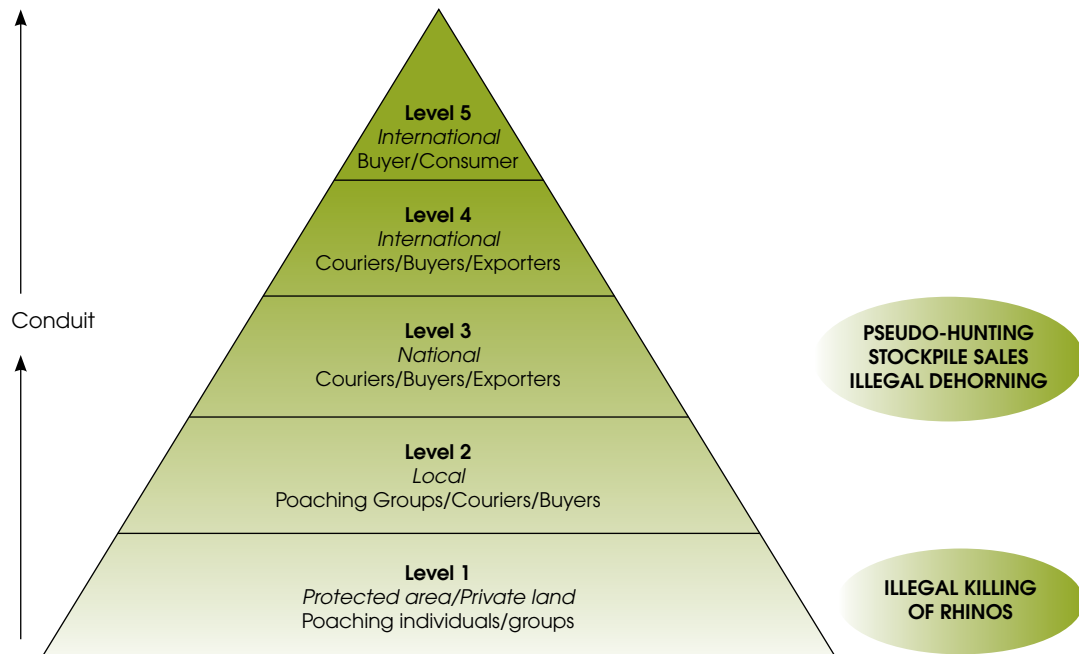 Level 5
International
Buyer/Consumer
Level 4
International
Couriers/Buyers/Exporters
Conduit
Level 3
National
Couriers/Buyers/Exporters
PSEUDO-HUNTING
STOCKPILE SALES
ILLEGAL DEHORNING
Level 2
Local
Poaching Groups/Couriers/Buyers
Level 1
Protected area/Private land
Poaching individuals/groups
ILLEGAL KILLING
OF RHINOS